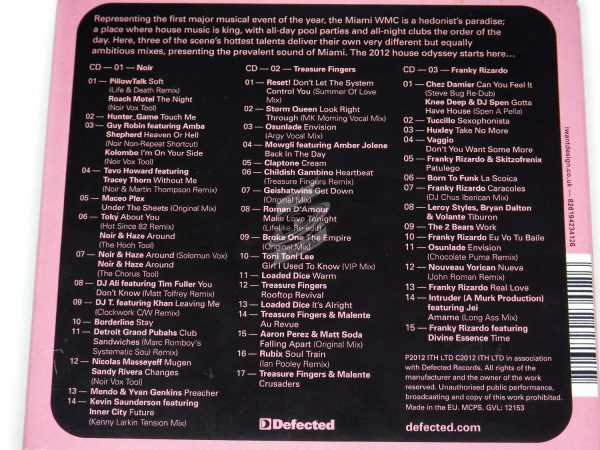 Representing the first major musical event of the year, the Miami WMC is a hedonist's paradise;
a place where house music is king, with all-day pool parties and all-night clubs the order of the
day. Here, three of the scene's hottest talents deliver their own very different but equally
ambitious mixes, presenting the prevalent sound of Miami. The 2012 house odyssey starts here...
CD — 01 — Noir
01 — PillowTalk Soft
(Life & Death Remix)
Roach Motel The Night
(Noir Vox Tool)
02 — Hunter_Game Touch Me
03 — Guy Robin featuring Amba
Shepherd Heaven Or Hell
(Noir Non-Repeat Shortcut)
Kolombo I'm On Your Side
(Noir Vox Tool)
04 — Tevo Howard featuring
Tracey Thorn Without Me
(Noir & Martin Thompson Remix)
05 — Maceo Plex
Under The Sheets (Original Mix)
06 — Toky About You
(Hot Since 82 Remix)
Noir & Haze Around
(The Hooh Tool)
07 — Noir & Haze Around (Solomun Vox)
Noir & Haze Around
(The Chorus Tool)
08 — DJ Ali featuring Tim Fuller You
Don't Know (Matt Tolfrey Remix)
09 — DJ T. featuring Khan Leaving Me
(Clockwork C/W Remix)
10 — Borderline Stay
11 — Detroit Grand Pubahs Club
Sandwiches (Marc Romboy's
Systematic Soul Remix)
12 — Nicolas Masseyeff Mugen
Sandy Rivera Changes
(Noir Vox Tool)
13 — Mendo & Yvan Genkins Preacher
14 — Kevin Saunderson featuring
Inner City Future
(Kenny Larkin Tension Mix)
CD — 02 — Treasure Fingers
01 — Reset! Don't Let The System
Control You (Summer Of Love
Mix)
02 — Storm Queen Look Right
Through (MK Morning Vocal Mix)
03 — Osunlade Envision
(Argy Vocal Mix)
04 — Mowgli featuring Amber Jolene
Back In The Day
05 — Claptone Cream
06 — Childish Gambino Heartbeat
(Treasure Fingers Remix)
07 — Geishatwins Get Down
(Original Mix)
08 — Roman D'Amour
Make Love Tonight
(Lifelike Re-edit)
09 — Broke One The Empire
(Original Mix)
10 — Toni Toni Lee
Girl I Used To Know (VIP Mix)
11 — Loaded Dice Warm
12 — Treasure Fingers
Rooftop Revival
13 — Loaded Dice It's Alright
14 — Treasure Fingers & Malente
Au Revue
15 — Aaron Perez & Matt Soda
Falling Apart (Original Mix)
16 — Rubix Soul Train
(Ian Pooley Remix)
17 — Treasure Fingers & Malente
Crusaders
CD — 03 — Franky Rizardo
01 — Chez Damier Can You Feel It
(Steve Bug Re-Dub)
Knee Deep & DJ Spen Gotta
Have House (Spen A Pella)
02 — Tuccillo Sexophonista
03 — Huxley Take No More
04 — Vaggio
Don't You Want Some More
05 — Franky Rizardo & Skitzofrenix
Patulego
06 — Born To Funk La Scoica
07 — Franky Rizardo Caracoles
(DJ Chus Iberican Mix)
08 — Leroy Styles, Bryan Dalton
& Volante Tiburon
09 — The 2 Bears Work
10 — Franky Rizardo Eu Vo Tu Baile
11 — Osunlade Envision
(Chocolate Puma Remix)
12 — Nouveau Yorican Nueva
(John Roman Remix)
13 — Franky Rizardo Real Love
14 — Intruder (A Murk Production)
featuring Jei
Amame (Long Ass Mix)
15 — Franky Rizardo featuring
Divine Essence Time
P2012 ITH LTD C2012 ITH LTD in association
with Defected Records. All rights of the
manufacturer and the owner of the work
reserved. Unauthorised public performance,
broadcasting and copy of this work prohibited.
Made in the EU. MCPS. GVL: 12153
Defected
defected.com
iwantdesign.co.uk — 826194234126